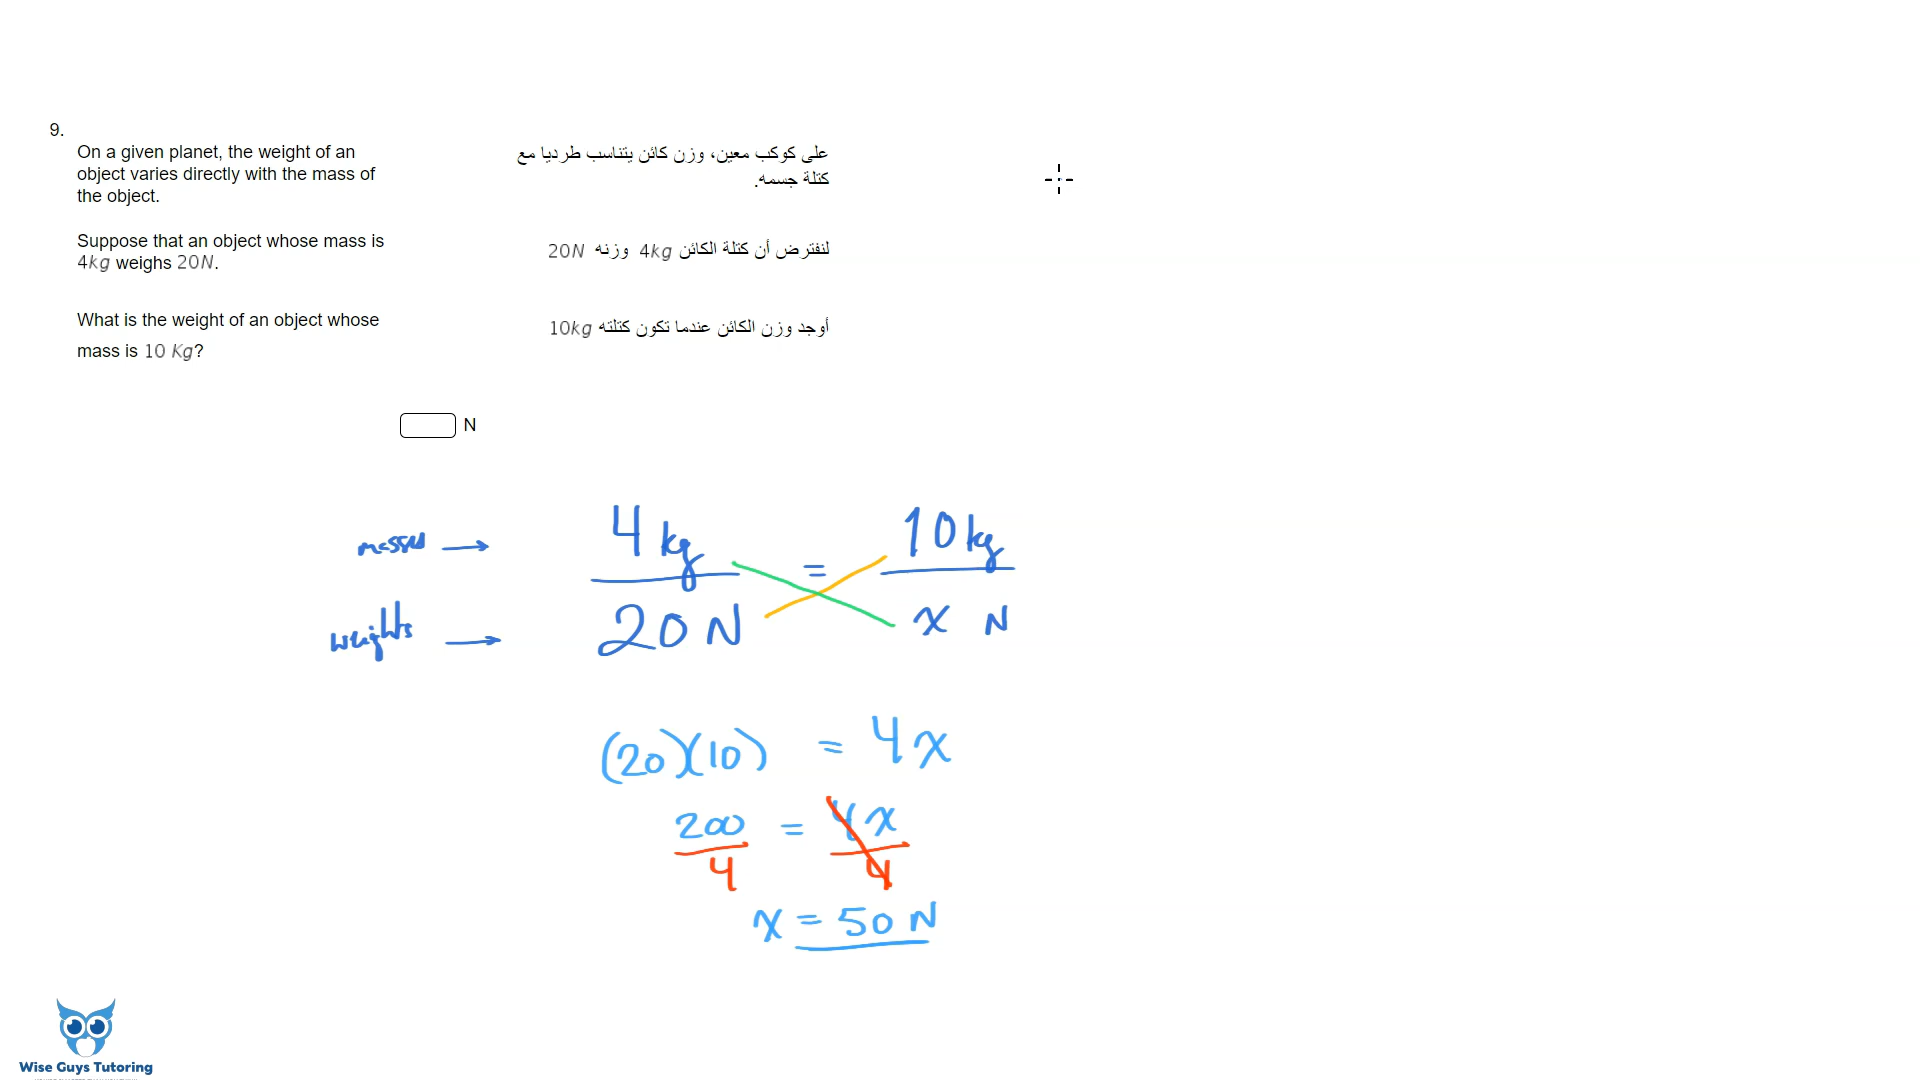 9.
On a given planet, the weight of an
object varies directly with the mass of
the object.
على كوكب معين، وزن كائن يتناسب طرديا مع
كتلة جسمه.
Suppose that an object whose mass is
4kg weighs 20N.
لنفترض أن كتلة الكائن 4kg وزنه 20N
What is the weight of an object whose
mass is 10 Kg?
أوجد وزن الكائن عندما تكون كتلته 10kg
N
masses → 4 kg / 20 N = 10 kg / x N
weights →
(20)(10) = 4x
200/4 = 4x/4
x = 50 N
Wise Guys Tutoring